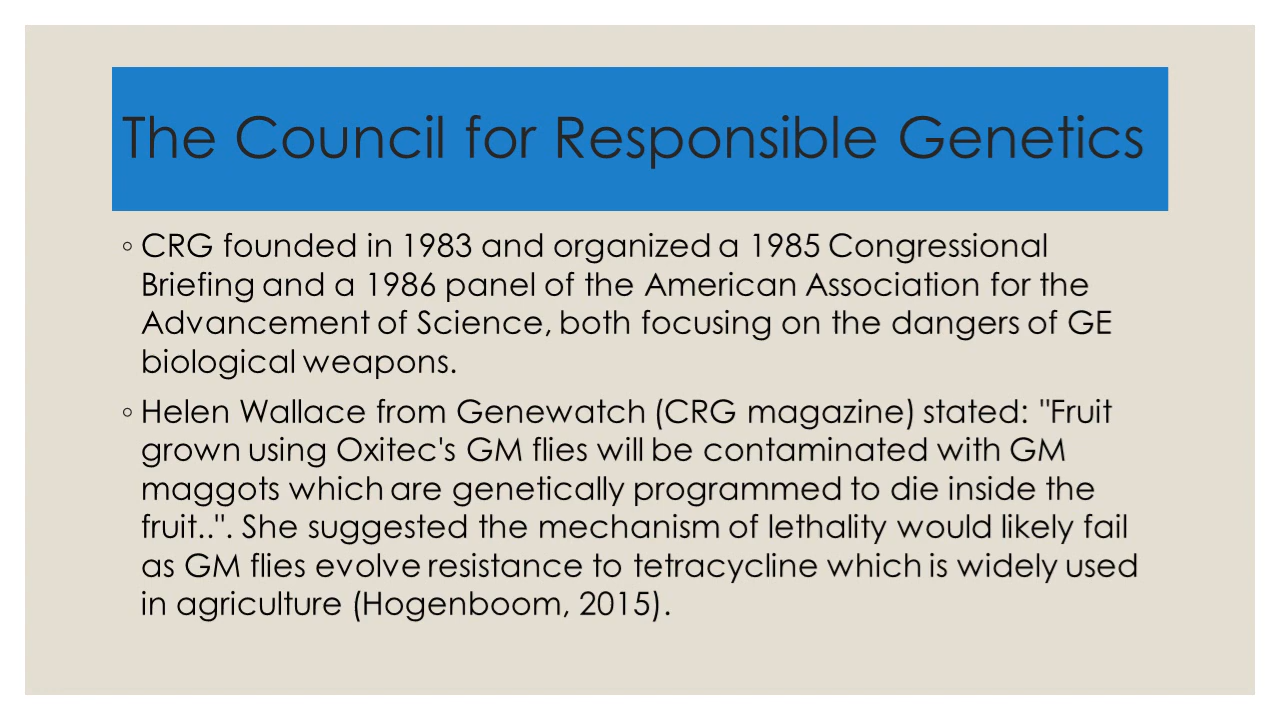 The Council for Responsible Genetics
◦ CRG founded in 1983 and organized a 1985 Congressional
Briefing and a 1986 panel of the American Association for the
Advancement of Science, both focusing on the dangers of GE
biological weapons.
◦ Helen Wallace from Genewatch (CRG magazine) stated: "Fruit
grown using Oxitec's GM flies will be contaminated with GM
maggots which are genetically programmed to die inside the
fruit..". She suggested the mechanism of lethality would likely fail
as GM flies evolve resistance to tetracycline which is widely used
in agriculture (Hogenboom, 2015).